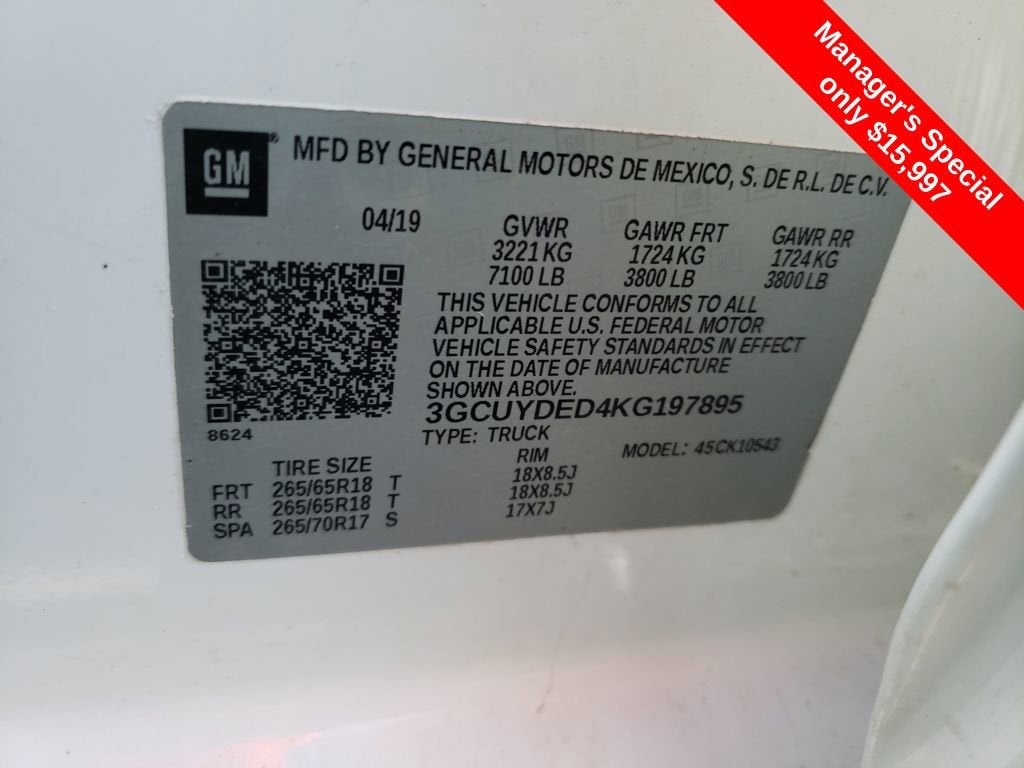 Manager's Special
only $15,997
GM®
MFD BY GENERAL MOTORS DE MEXICO, S. DE R.L. DE C.V.
04/19 GVWR GAWR FRT GAWR RR
3221 KG 1724 KG 1724 KG
7100 LB 3800 LB 3800 LB
THIS VEHICLE CONFORMS TO ALL
APPLICABLE U.S. FEDERAL MOTOR
VEHICLE SAFETY STANDARDS IN EFFECT
ON THE DATE OF MANUFACTURE
SHOWN ABOVE.
3GCUYDED4KG197895
8624
TYPE: TRUCK MODEL: 45CK10543
TIRE SIZE RIM
FRT 265/65R18 T 18X8.5J
RR 265/65R18 T 18X8.5J
SPA 265/70R17 S 17X7J